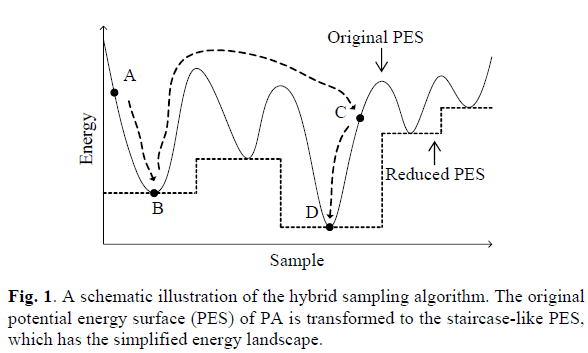 Original PES
A
C
Energy
Reduced PES
B
D
Sample
Fig. 1. A schematic illustration of the hybrid sampling algorithm. The original
potential energy surface (PES) of PA is transformed to the staircase-like PES,
which has the simplified energy landscape.